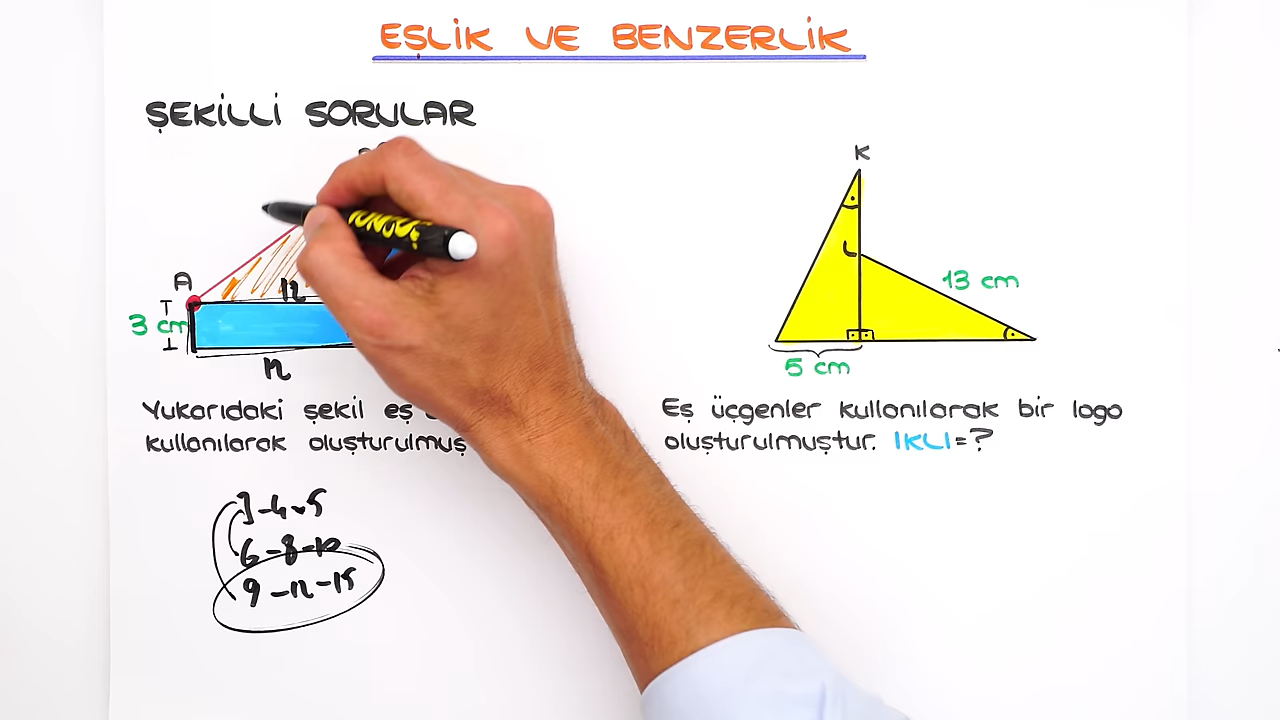 EŞLİK VE BENZERLİK
ŞEKİLLİ SORULAR
A
3 cm
12
12
Yukarıdaki şekil eş
kullanılarak oluşturulmuş
3-4-5
6-8-10
9-12-15
K
L
13 cm
5 cm
Eş üçgenler kullanılarak bir logo
oluşturulmuştur. |KL|=?